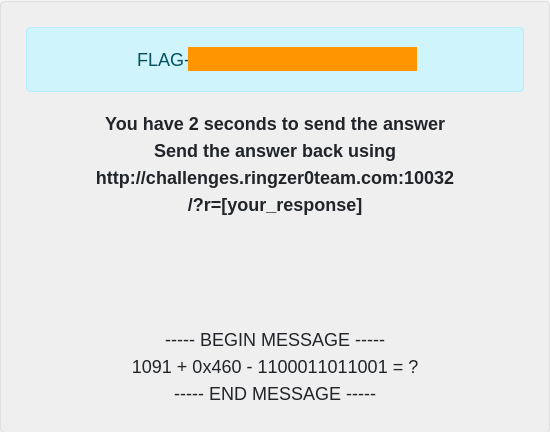 FLAG-
You have 2 seconds to send the answer
Send the answer back using
http://challenges.ringzer0team.com:10032
/?r=[your_response]
----- BEGIN MESSAGE -----
1091 + 0x460 - 1100011011001 = ?
----- END MESSAGE -----